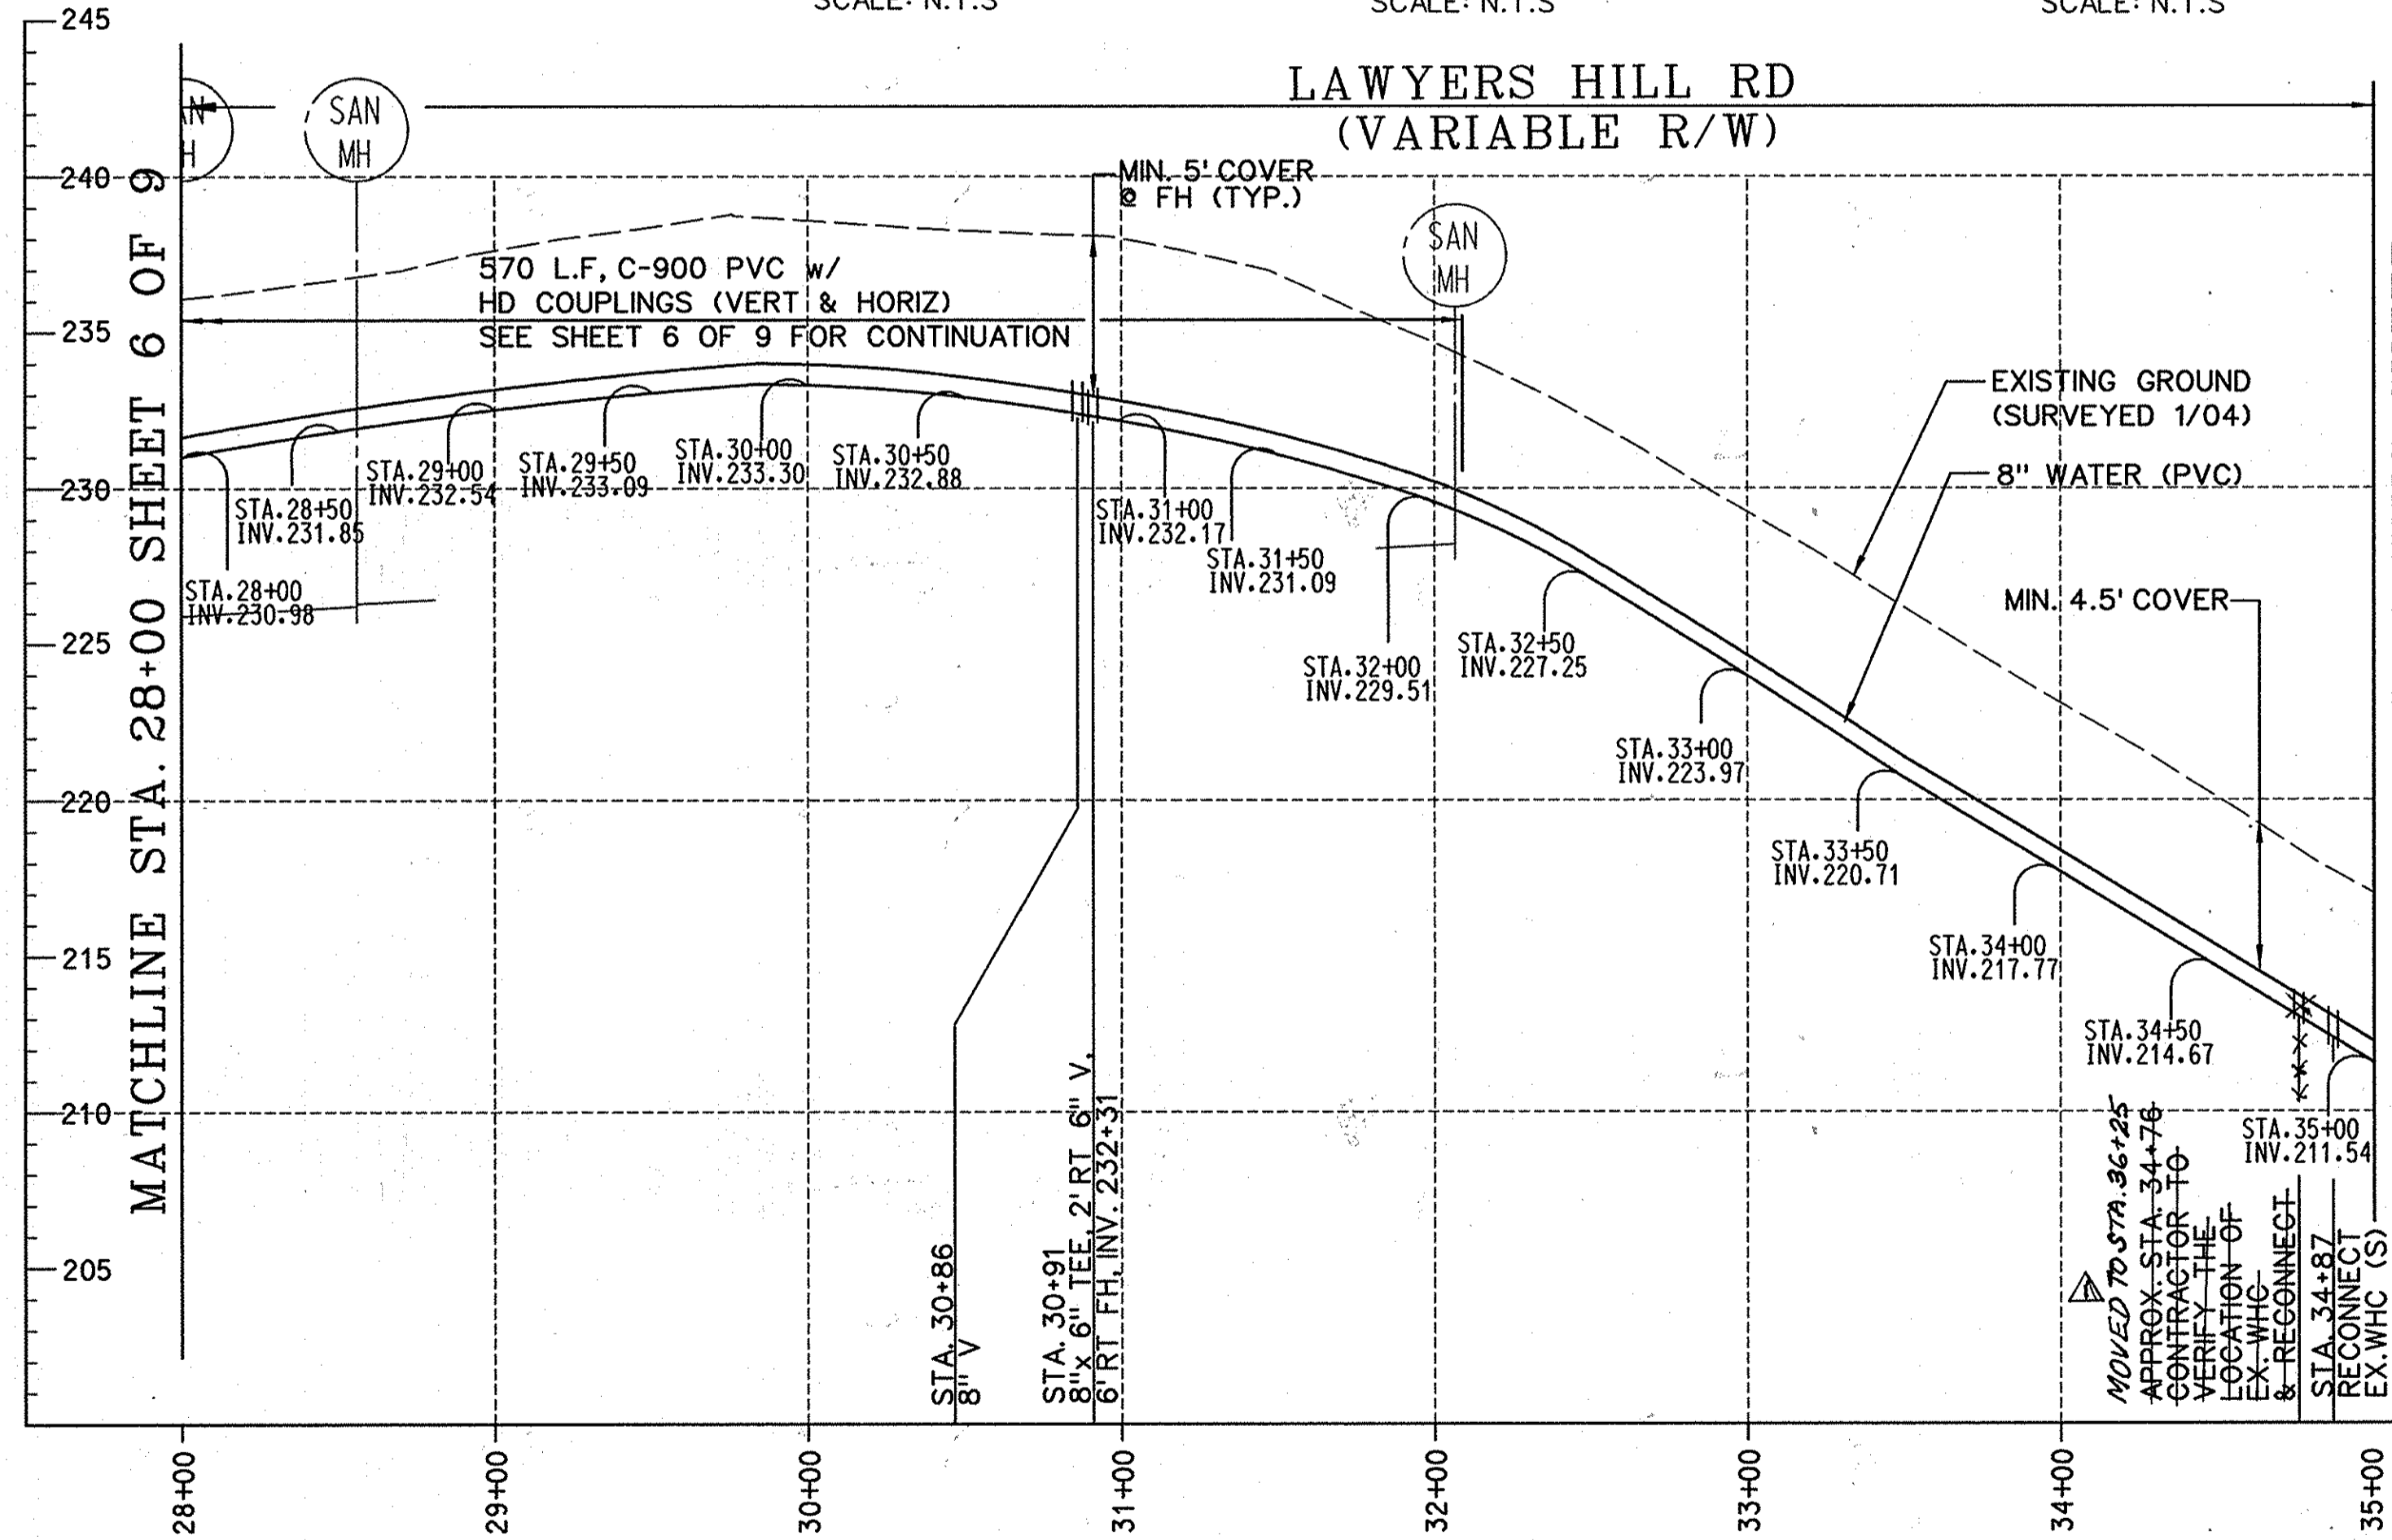 SCALE: N.T.S
SCALE: N.T.S
SCALE: N.T.S
245
240
235
230
225
220
215
210
205
MATCHLINE STA. 28+00 SHEET 6 OF 9
LAWYERS HILL RD
(VARIABLE R/W)
AN
H
SAN
MH
MIN. 5' COVER
@ FH (TYP.)
SAN
MH
570 L.F, C-900 PVC w/
HD COUPLINGS (VERT & HORIZ)
SEE SHEET 6 OF 9 FOR CONTINUATION
EXISTING GROUND
(SURVEYED 1/04)
8" WATER (PVC)
MIN. 4.5' COVER
STA.28+00
INV.230.98
STA.28+50
INV.231.85
STA.29+00
INV.232.54
STA.29+50
INV.233.09
STA.30+00
INV.233.30
STA.30+50
INV.232.88
STA.31+00
INV.232.17
STA.31+50
INV.231.09
STA.32+00
INV.229.51
STA.32+50
INV.227.25
STA.33+00
INV.223.97
STA.33+50
INV.220.71
STA.34+00
INV.217.77
STA.34+50
INV.214.67
STA.35+00
INV.211.54
STA. 30+86
8" V
STA. 30+91
8"x 6" TEE, 2'RT 6" V,
6'RT FH, INV. 232+31
MOVED TO STA.36+25
APPROX.STA. 34+76
CONTRACTOR TO
VERIFY THE
LOCATION OF
EX. WHC
& RECONNECT
STA. 34+87
RECONNECT
EX.WHC (S)
28+00
29+00
30+00
31+00
32+00
33+00
34+00
35+00